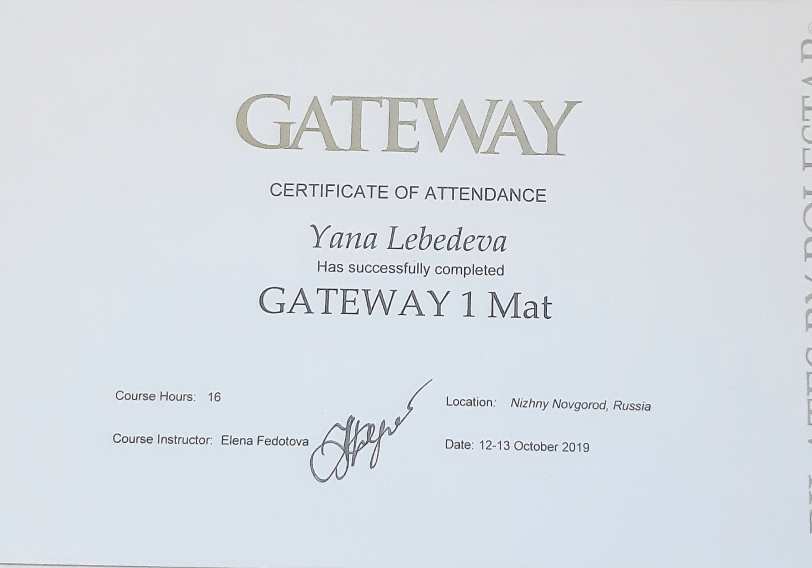 GATEWAY
CERTIFICATE OF ATTENDANCE
Yana Lebedeva
Has successfully completed
GATEWAY 1 Mat
Course Hours: 16
Location: Nizhny Novgorod, Russia
Course Instructor: Elena Fedotova
Date: 12-13 October 2019